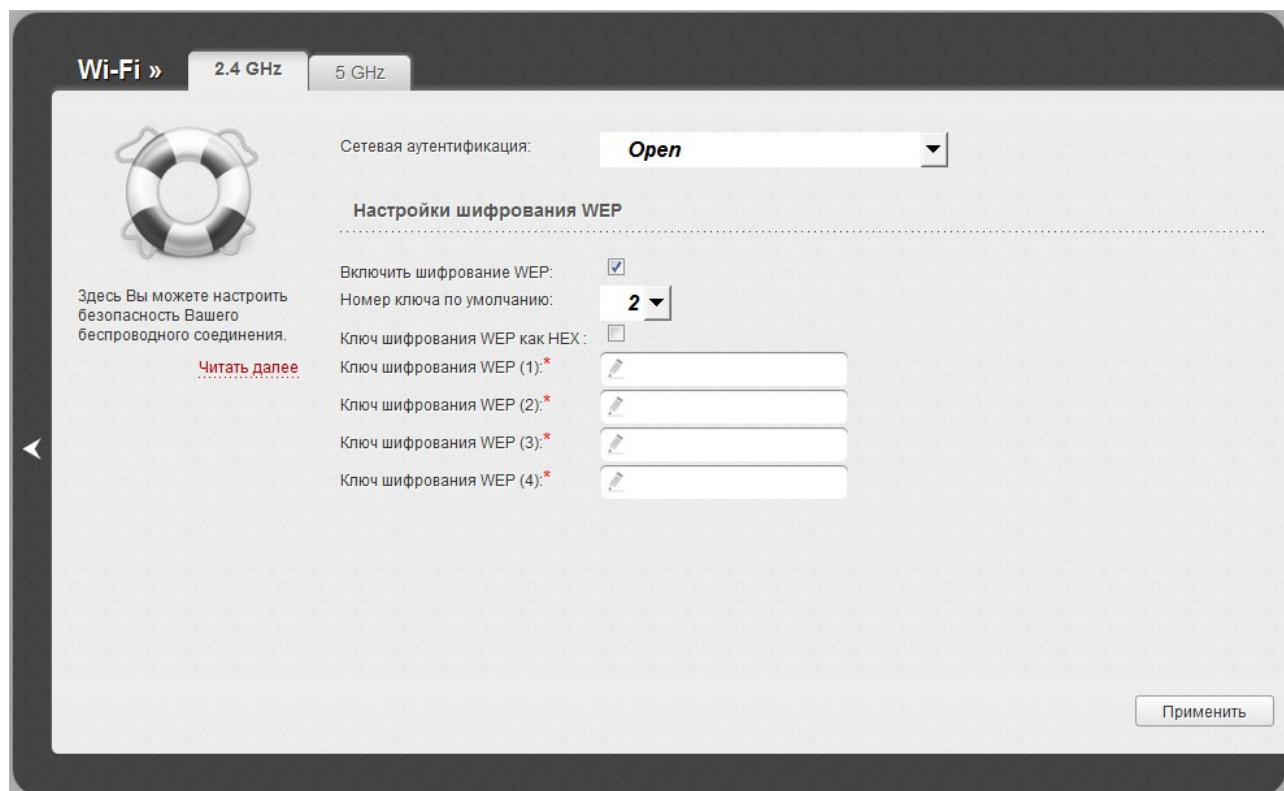 Wi-Fi »
2.4 GHz
5 GHz
Здесь Вы можете настроить
безопасность Вашего
беспроводного соединения.
Читать далее
Сетевая аутентификация:
Open
Настройки шифрования WEP
Включить шифрование WEP:
Номер ключа по умолчанию:
2
Ключ шифрования WEP как HEX :
Ключ шифрования WEP (1):*
Ключ шифрования WEP (2):*
Ключ шифрования WEP (3):*
Ключ шифрования WEP (4):*
Применить